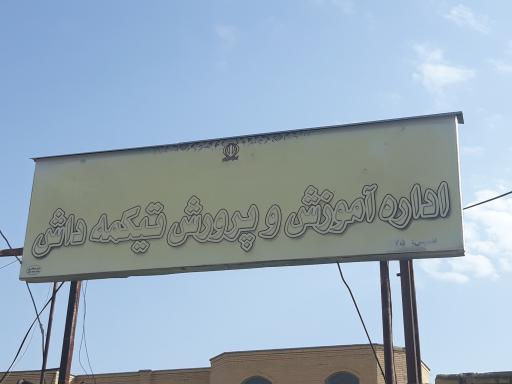 اداره آموزش و پرورش تیکمه داش